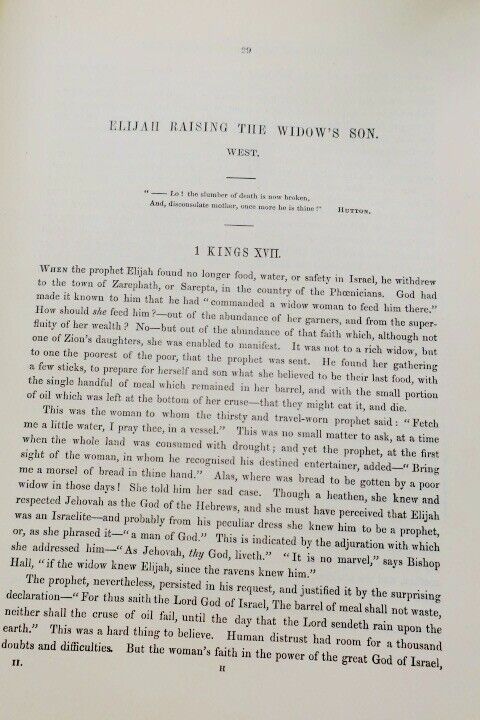 29
ELIJAH RAISING THE WIDOW'S SON.
WEST.
"— Lo! the slumber of death is now broken,
And, disconsolate mother, once more he is thine!" HUTTON.
1 KINGS XVII.
WHEN the prophet Elijah found no longer food, water, or safety in Israel, he withdrew
to the town of Zarephath, or Sarepta, in the country of the Phœnicians. God had
made it known to him that he had "commanded a widow woman to feed him there."
How should she feed him?—out of the abundance of her garners, and from the super-
fluity of her wealth? No—but out of the abundance of that faith which, although not
one of Zion's daughters, she was enabled to manifest. It was not to a rich widow, but
to one the poorest of the poor, that the prophet was sent. He found her gathering
a few sticks, to prepare for herself and son what she believed to be their last food, with
the single handful of meal which remained in her barrel, and with the small portion
of oil which was left at the bottom of her cruse—that they might eat it, and die.
This was the woman to whom the thirsty and travel-worn prophet said: "Fetch
me a little water, I pray thee, in a vessel." This was no small matter to ask, at a time
when the whole land was consumed with drought; and yet the prophet, at the first
sight of the woman, in whom he recognised his destined entertainer, added—"Bring
me a morsel of bread in thine hand." Alas, where was bread to be gotten by a poor
widow in those days! She told him her sad case. Though a heathen, she knew and
respected Jehovah as the God of the Hebrews, and she must have perceived that Elijah
was an Israelite—and probably from his peculiar dress she knew him to be a prophet,
or, as she phrased it—"a man of God." This is indicated by the adjuration with which
she addressed him—"As Jehovah, thy God, liveth." "It is no marvel," says Bishop
Hall, "if the widow knew Elijah, since the ravens knew him."
The prophet, nevertheless, persisted in his request, and justified it by the surprising
declaration—"For thus saith the Lord God of Israel, The barrel of meal shall not waste,
neither shall the cruse of oil fail, until the day that the Lord sendeth rain upon the
earth." This was a hard thing to believe. Human distrust had room for a thousand
doubts and difficulties. But the woman's faith in the power of the great God of Israel,
II. H